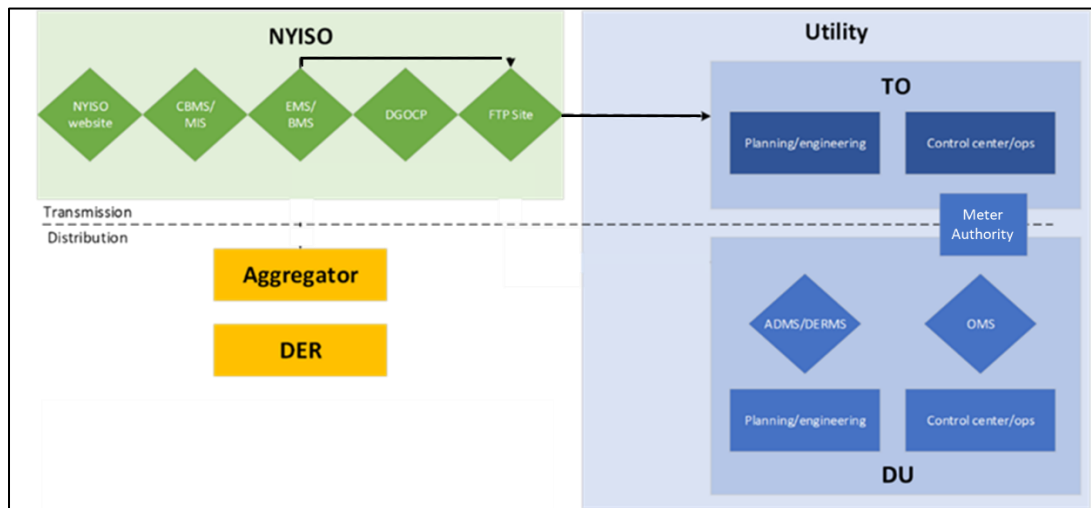 NYISO
NYISO
website
CBMS/
MIS
EMS/
BMS
DGOCP
FTP Site
Utility
TO
Planning/engineering
Control center/ops
Transmission
Distribution
Meter
Authority
Aggregator
DER
ADMS/DERMS
OMS
Planning/engineering
Control center/ops
DU